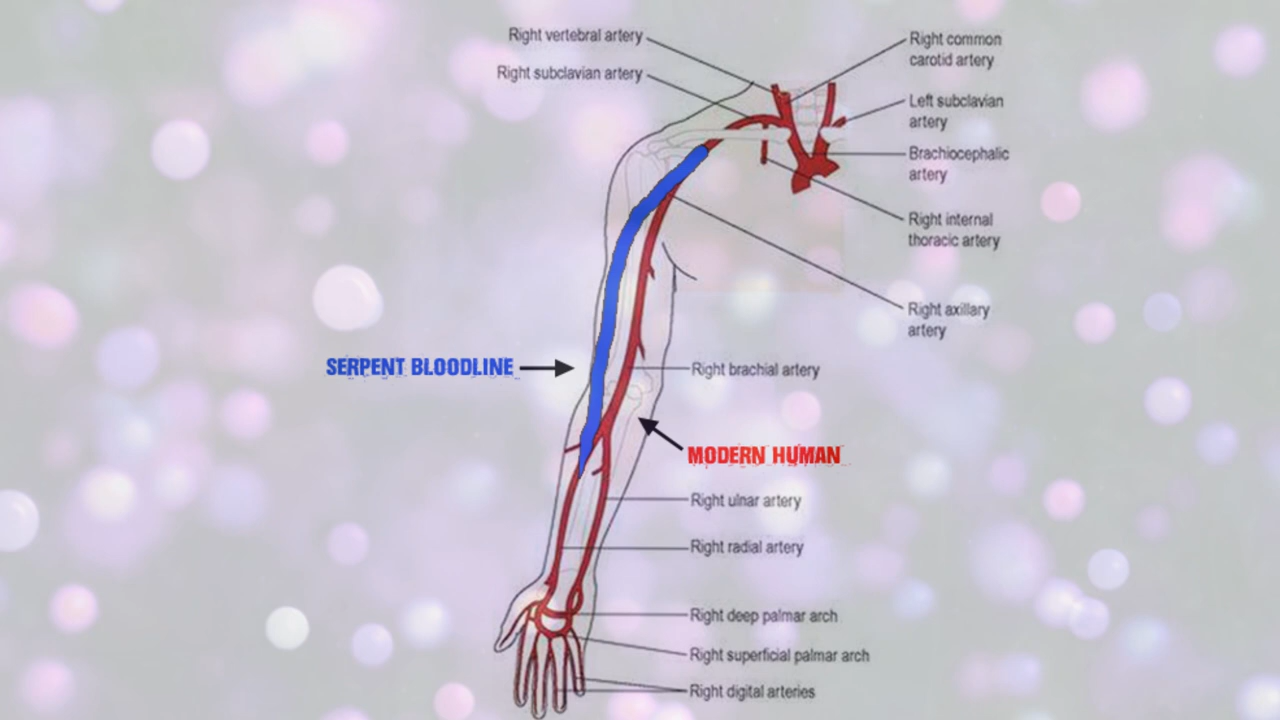 Right vertebral artery
Right subclavian artery
Right common
carotid artery
Left subclavian
artery
Brachiocephalic
artery
Right internal
thoracic artery
Right axillary
artery
SERPENT BLOODLINE
Right brachial artery
MODERN HUMAN
Right ulnar artery
Right radial artery
Right deep palmar arch
Right superficial palmar arch
Right digital arteries